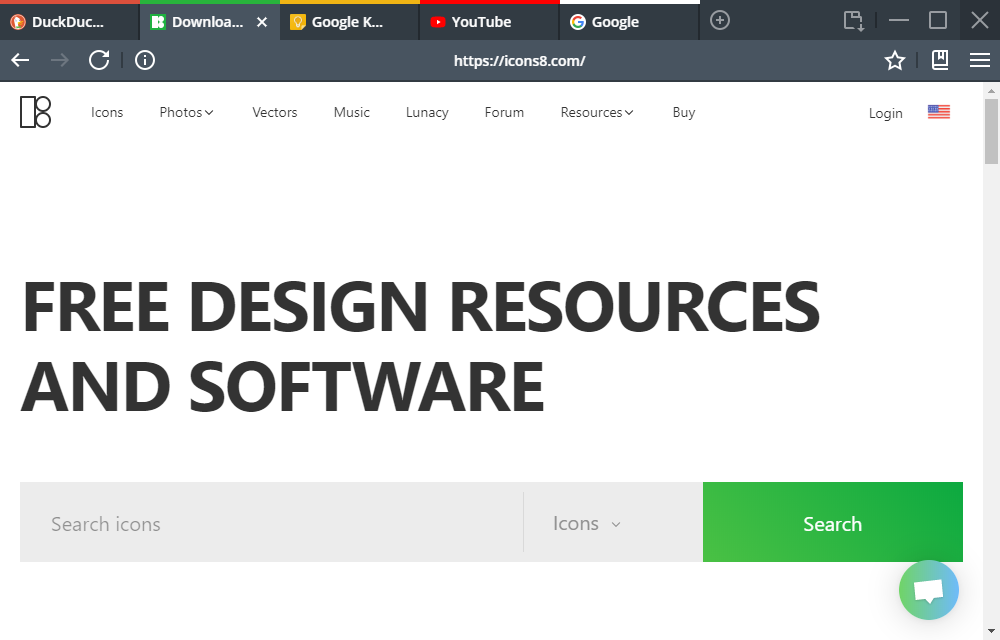 DuckDuc...
Downloa...
Google K...
YouTube
Google
https://icons8.com/
Icons Photos Vectors Music Lunacy Forum Resources Buy Login
FREE DESIGN RESOURCES
AND SOFTWARE
Search icons Icons Search